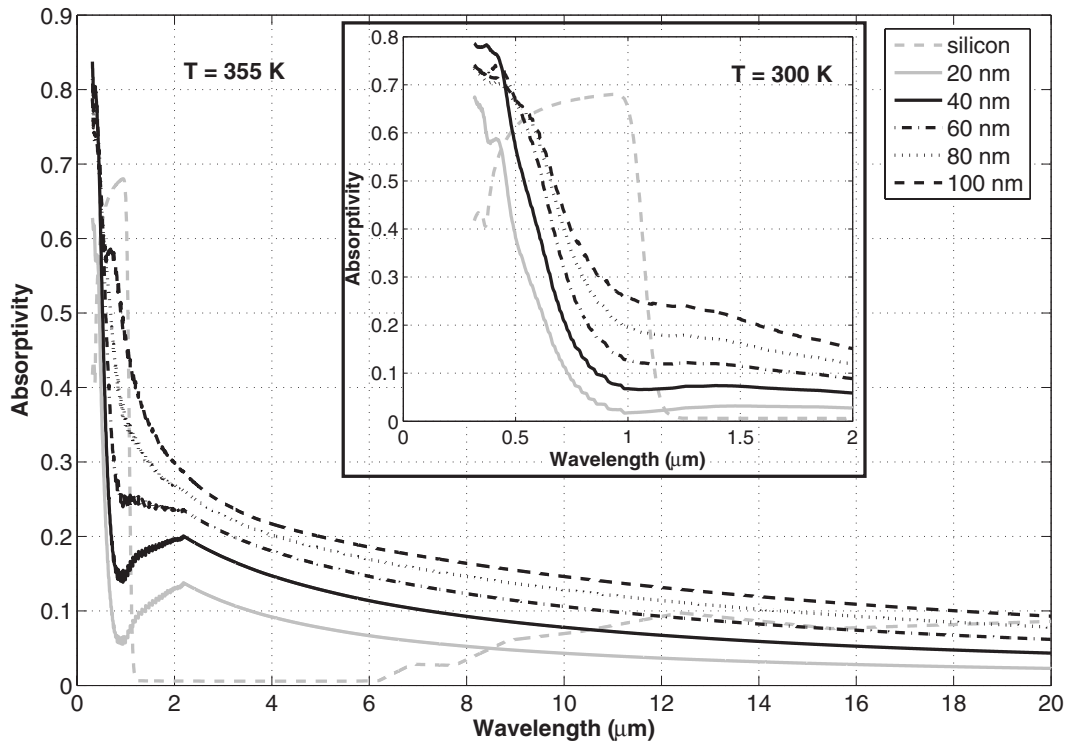 0.9
0.8
0.7
0.6
0.5
0.4
0.3
0.2
0.1
0
Absorptivity
0 2 4 6 8 10 12 14 16 18 20
Wavelength (μm)
T = 355 K
0.8
0.7
0.6
0.5
0.4
0.3
0.2
0.1
0
Absorptivity
0 0.5 1 1.5 2
Wavelength (μm)
T = 300 K
silicon
20 nm
40 nm
60 nm
80 nm
100 nm